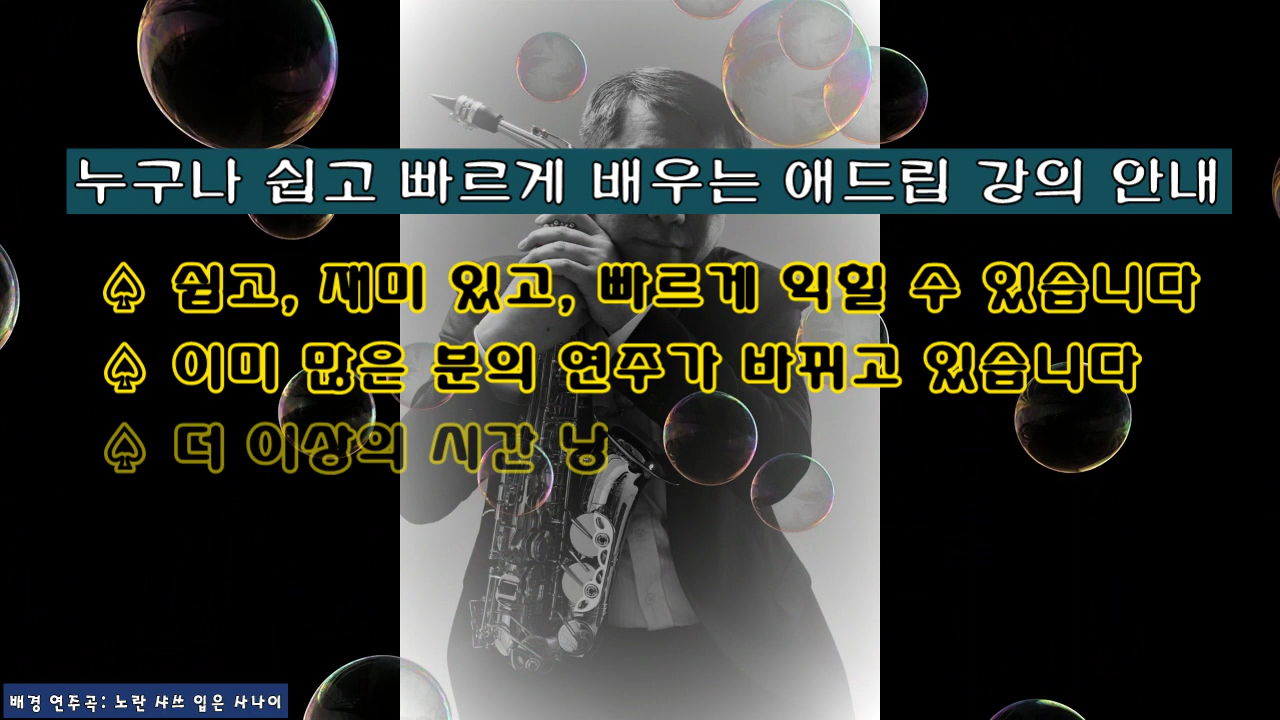 누구나 쉽고 빠르게 배우는 애드립 강의 안내
♠ 쉽고, 재미 있고, 빠르게 익힐 수 있습니다
♠ 이미 많은 분의 연주가 바뀌고 있습니다
♠ 더 이상의 시간 낭
배경 연주곡: 노란 샤쓰 입은 사나이